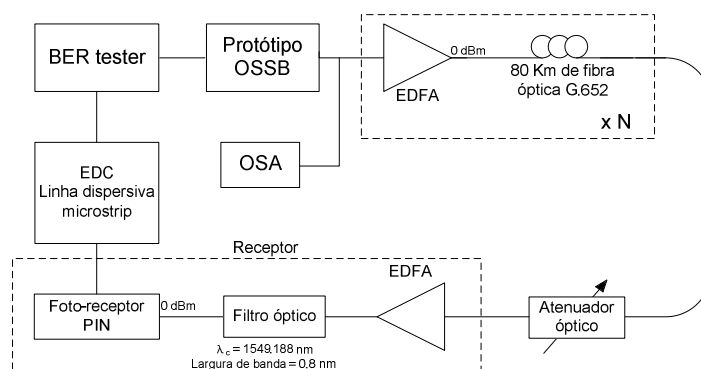 BER tester
Protótipo
OSSB
EDFA
0 dBm
80 Km de fibra
óptica G.652
x N
OSA
EDC
Linha dispersiva
microstrip
Receptor
EDFA
Foto-receptor
PIN
0 dBm
Filtro óptico
λc = 1549.188 nm
Largura de banda = 0,8 nm
Atenuador
óptico